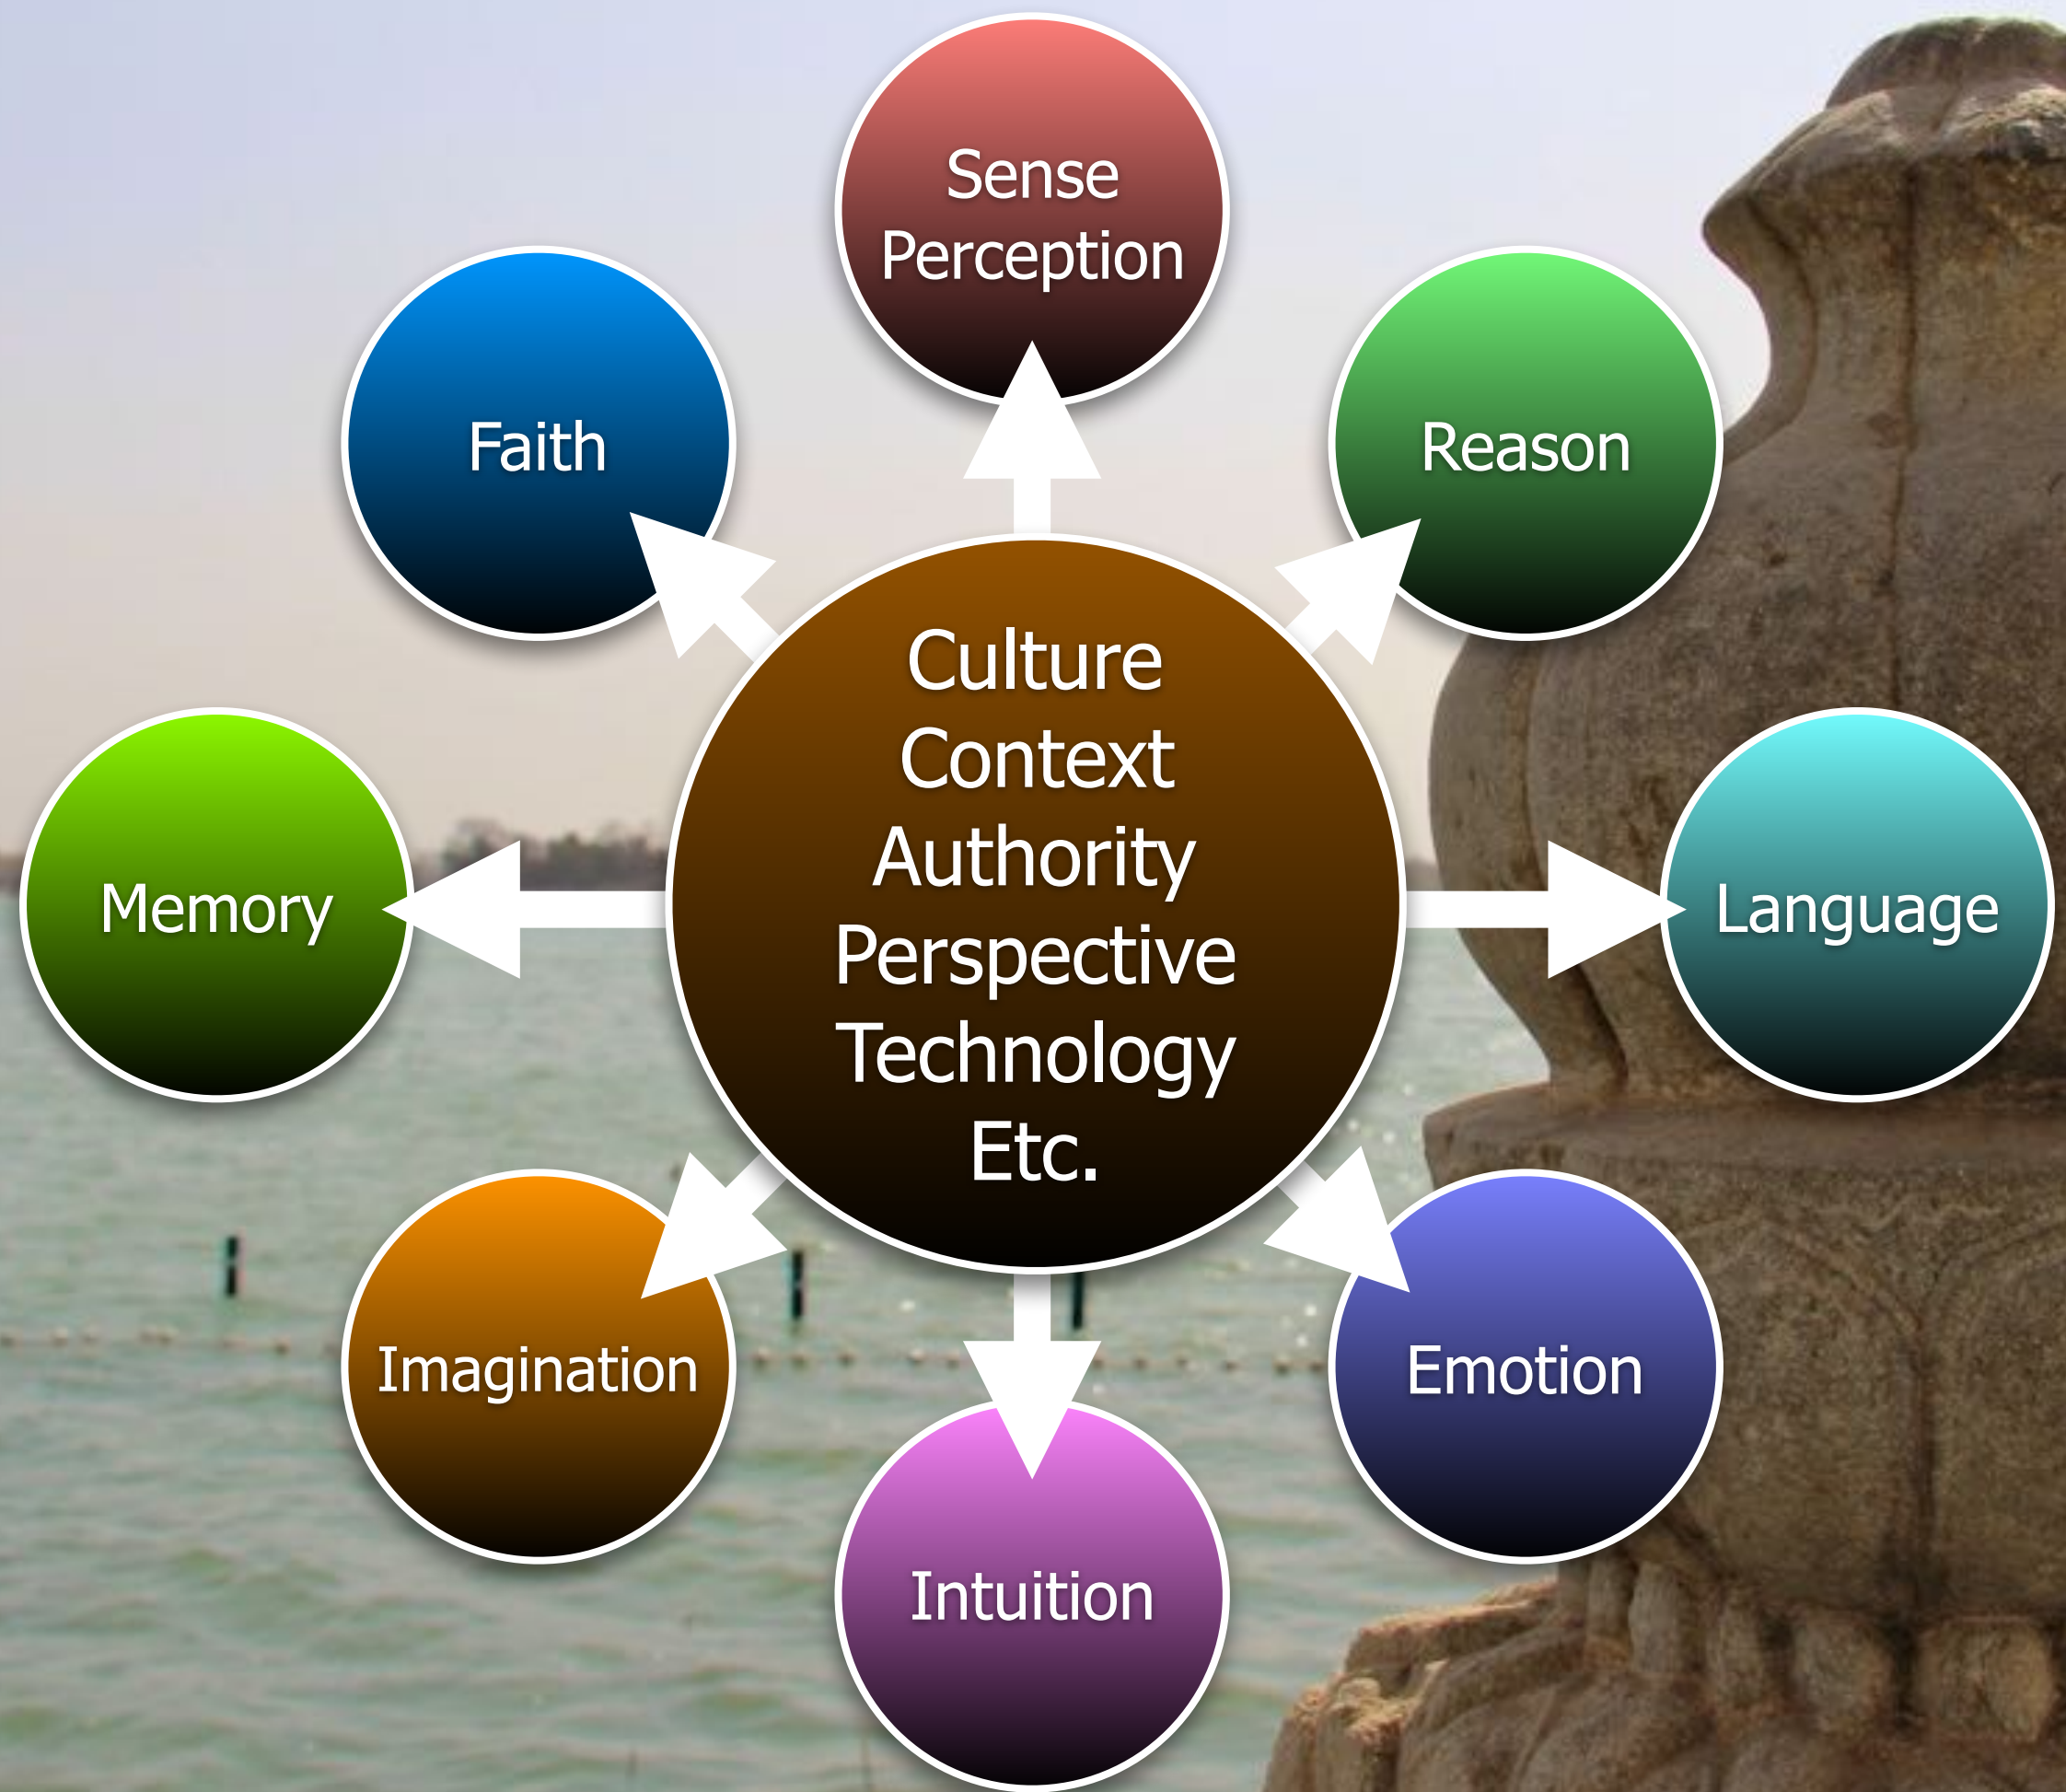 Sense
Perception
Faith
Reason
Culture
Context
Authority
Perspective
Technology
Etc.
Memory
Language
Imagination
Emotion
Intuition